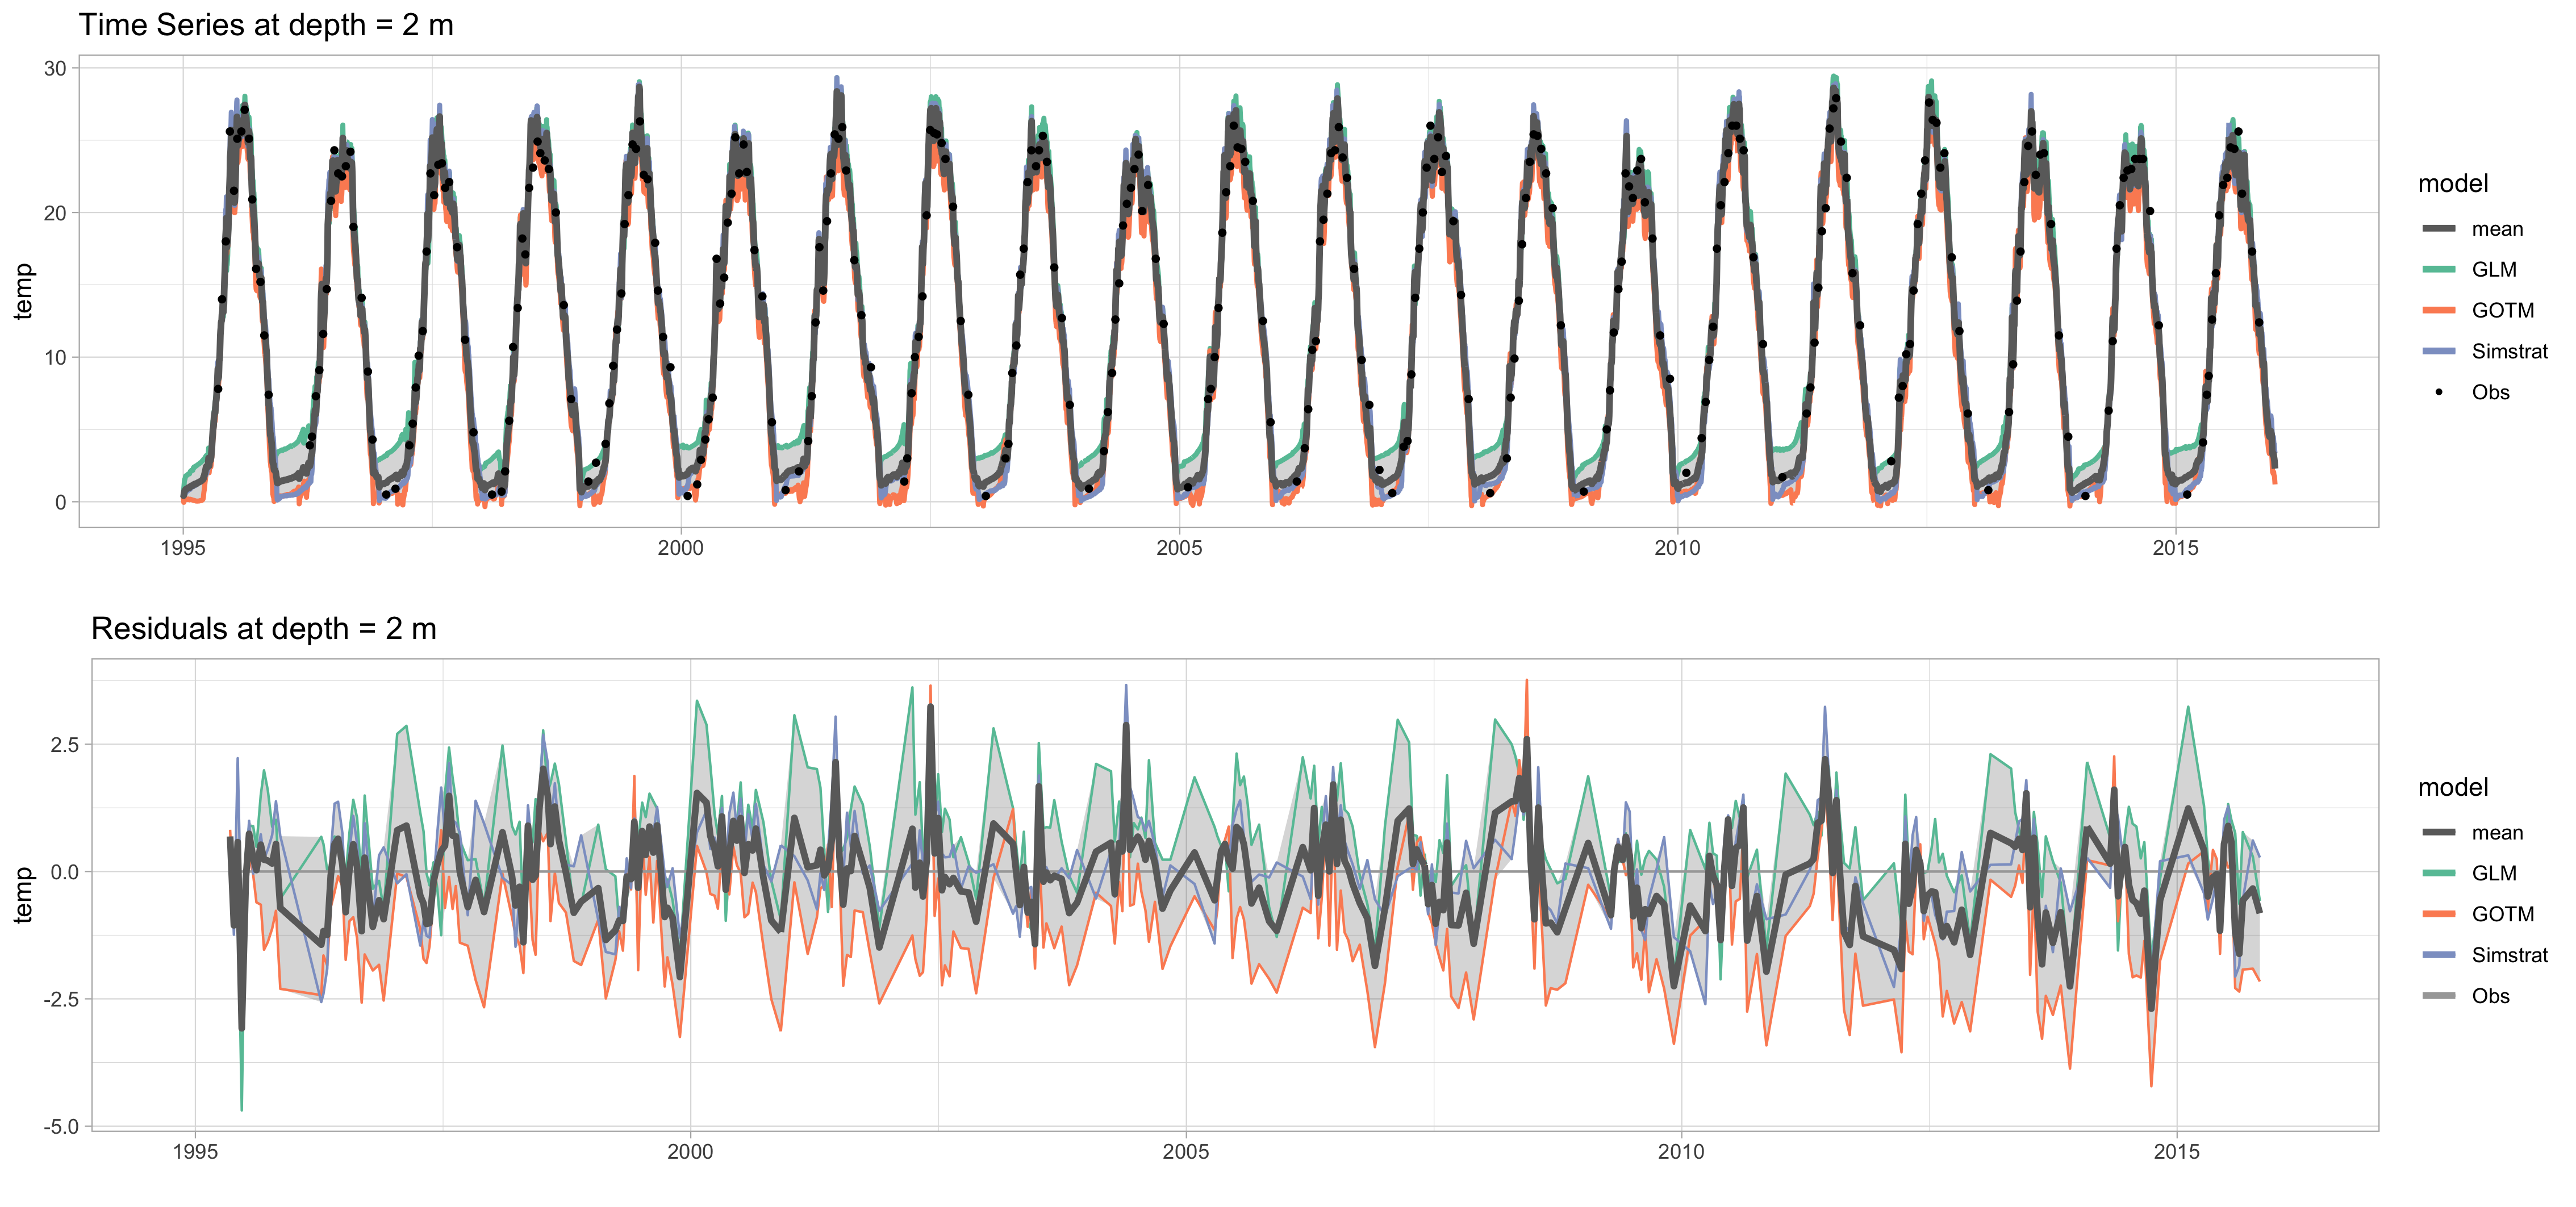 Time Series at depth = 2 m
30
20
10
0
temp
1995
2000
2005
2010
2015
model
mean
GLM
GOTM
Simstrat
Obs
Residuals at depth = 2 m
2.5
0.0
-2.5
-5.0
temp
1995
2000
2005
2010
2015
model
mean
GLM
GOTM
Simstrat
Obs